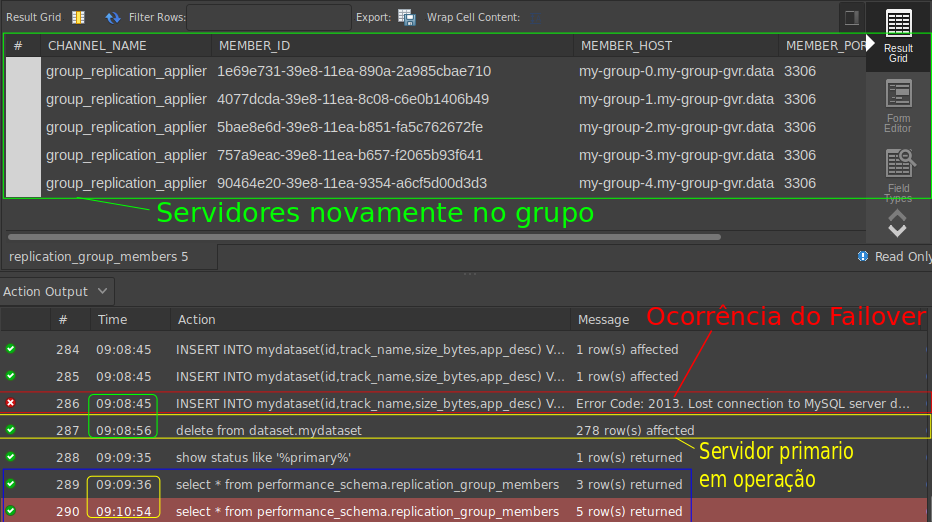 Result Grid Filter Rows: Export: Wrap Cell Content:
# CHANNEL_NAME MEMBER_ID MEMBER_HOST MEMBER_POR
group_replication_applier 1e69e731-39e8-11ea-890a-2a985cbae710 my-group-0.my-group-gvr.data 3306
group_replication_applier 4077dcda-39e8-11ea-8c08-c6e0b1406b49 my-group-1.my-group-gvr.data 3306
group_replication_applier 5bae8e6d-39e8-11ea-b851-fa5c762672fe my-group-2.my-group-gvr.data 3306
group_replication_applier 757a9eac-39e8-11ea-b657-f2065b93f641 my-group-3.my-group-gvr.data 3306
group_replication_applier 90464e20-39e8-11ea-9354-a6cf5d00d3d3 my-group-4.my-group-gvr.data 3306
Servidores novamente no grupo
Result
Grid
Form
Editor
Field
Types
replication_group_members 5 Read Only
Action Output
# Time Action Message
Ocorrência do Failover
284 09:08:45 INSERT INTO mydataset(id,track_name,size_bytes,app_desc) V... 1 row(s) affected
285 09:08:45 INSERT INTO mydataset(id,track_name,size_bytes,app_desc) V... 1 row(s) affected
286 09:08:45 INSERT INTO mydataset(id,track_name,size_bytes,app_desc) V... Error Code: 2013. Lost connection to MySQL server d...
287 09:08:56 delete from dataset.mydataset 278 row(s) affected
288 09:09:35 show status like '%primary%' 1 row(s) returned
Servidor primario
em operação
289 09:09:36 select * from performance_schema.replication_group_members 3 row(s) returned
290 09:10:54 select * from performance_schema.replication_group_members 5 row(s) returned